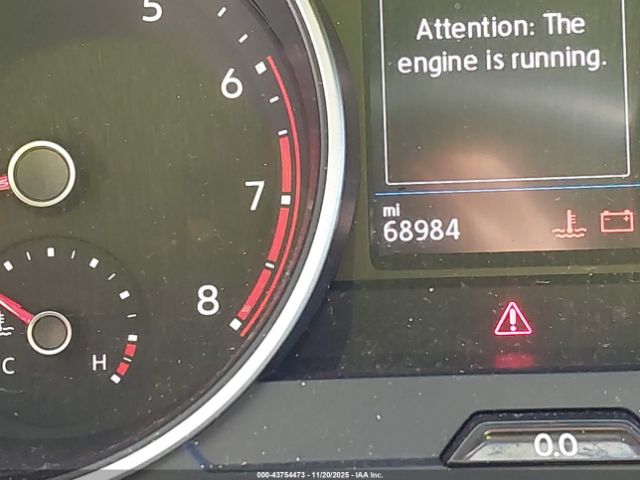 5
6
7
8
C
H
Attention: The
engine is running.
mi
68984
0.0
000-43754473 - 11/20/2025 - IAA Inc.